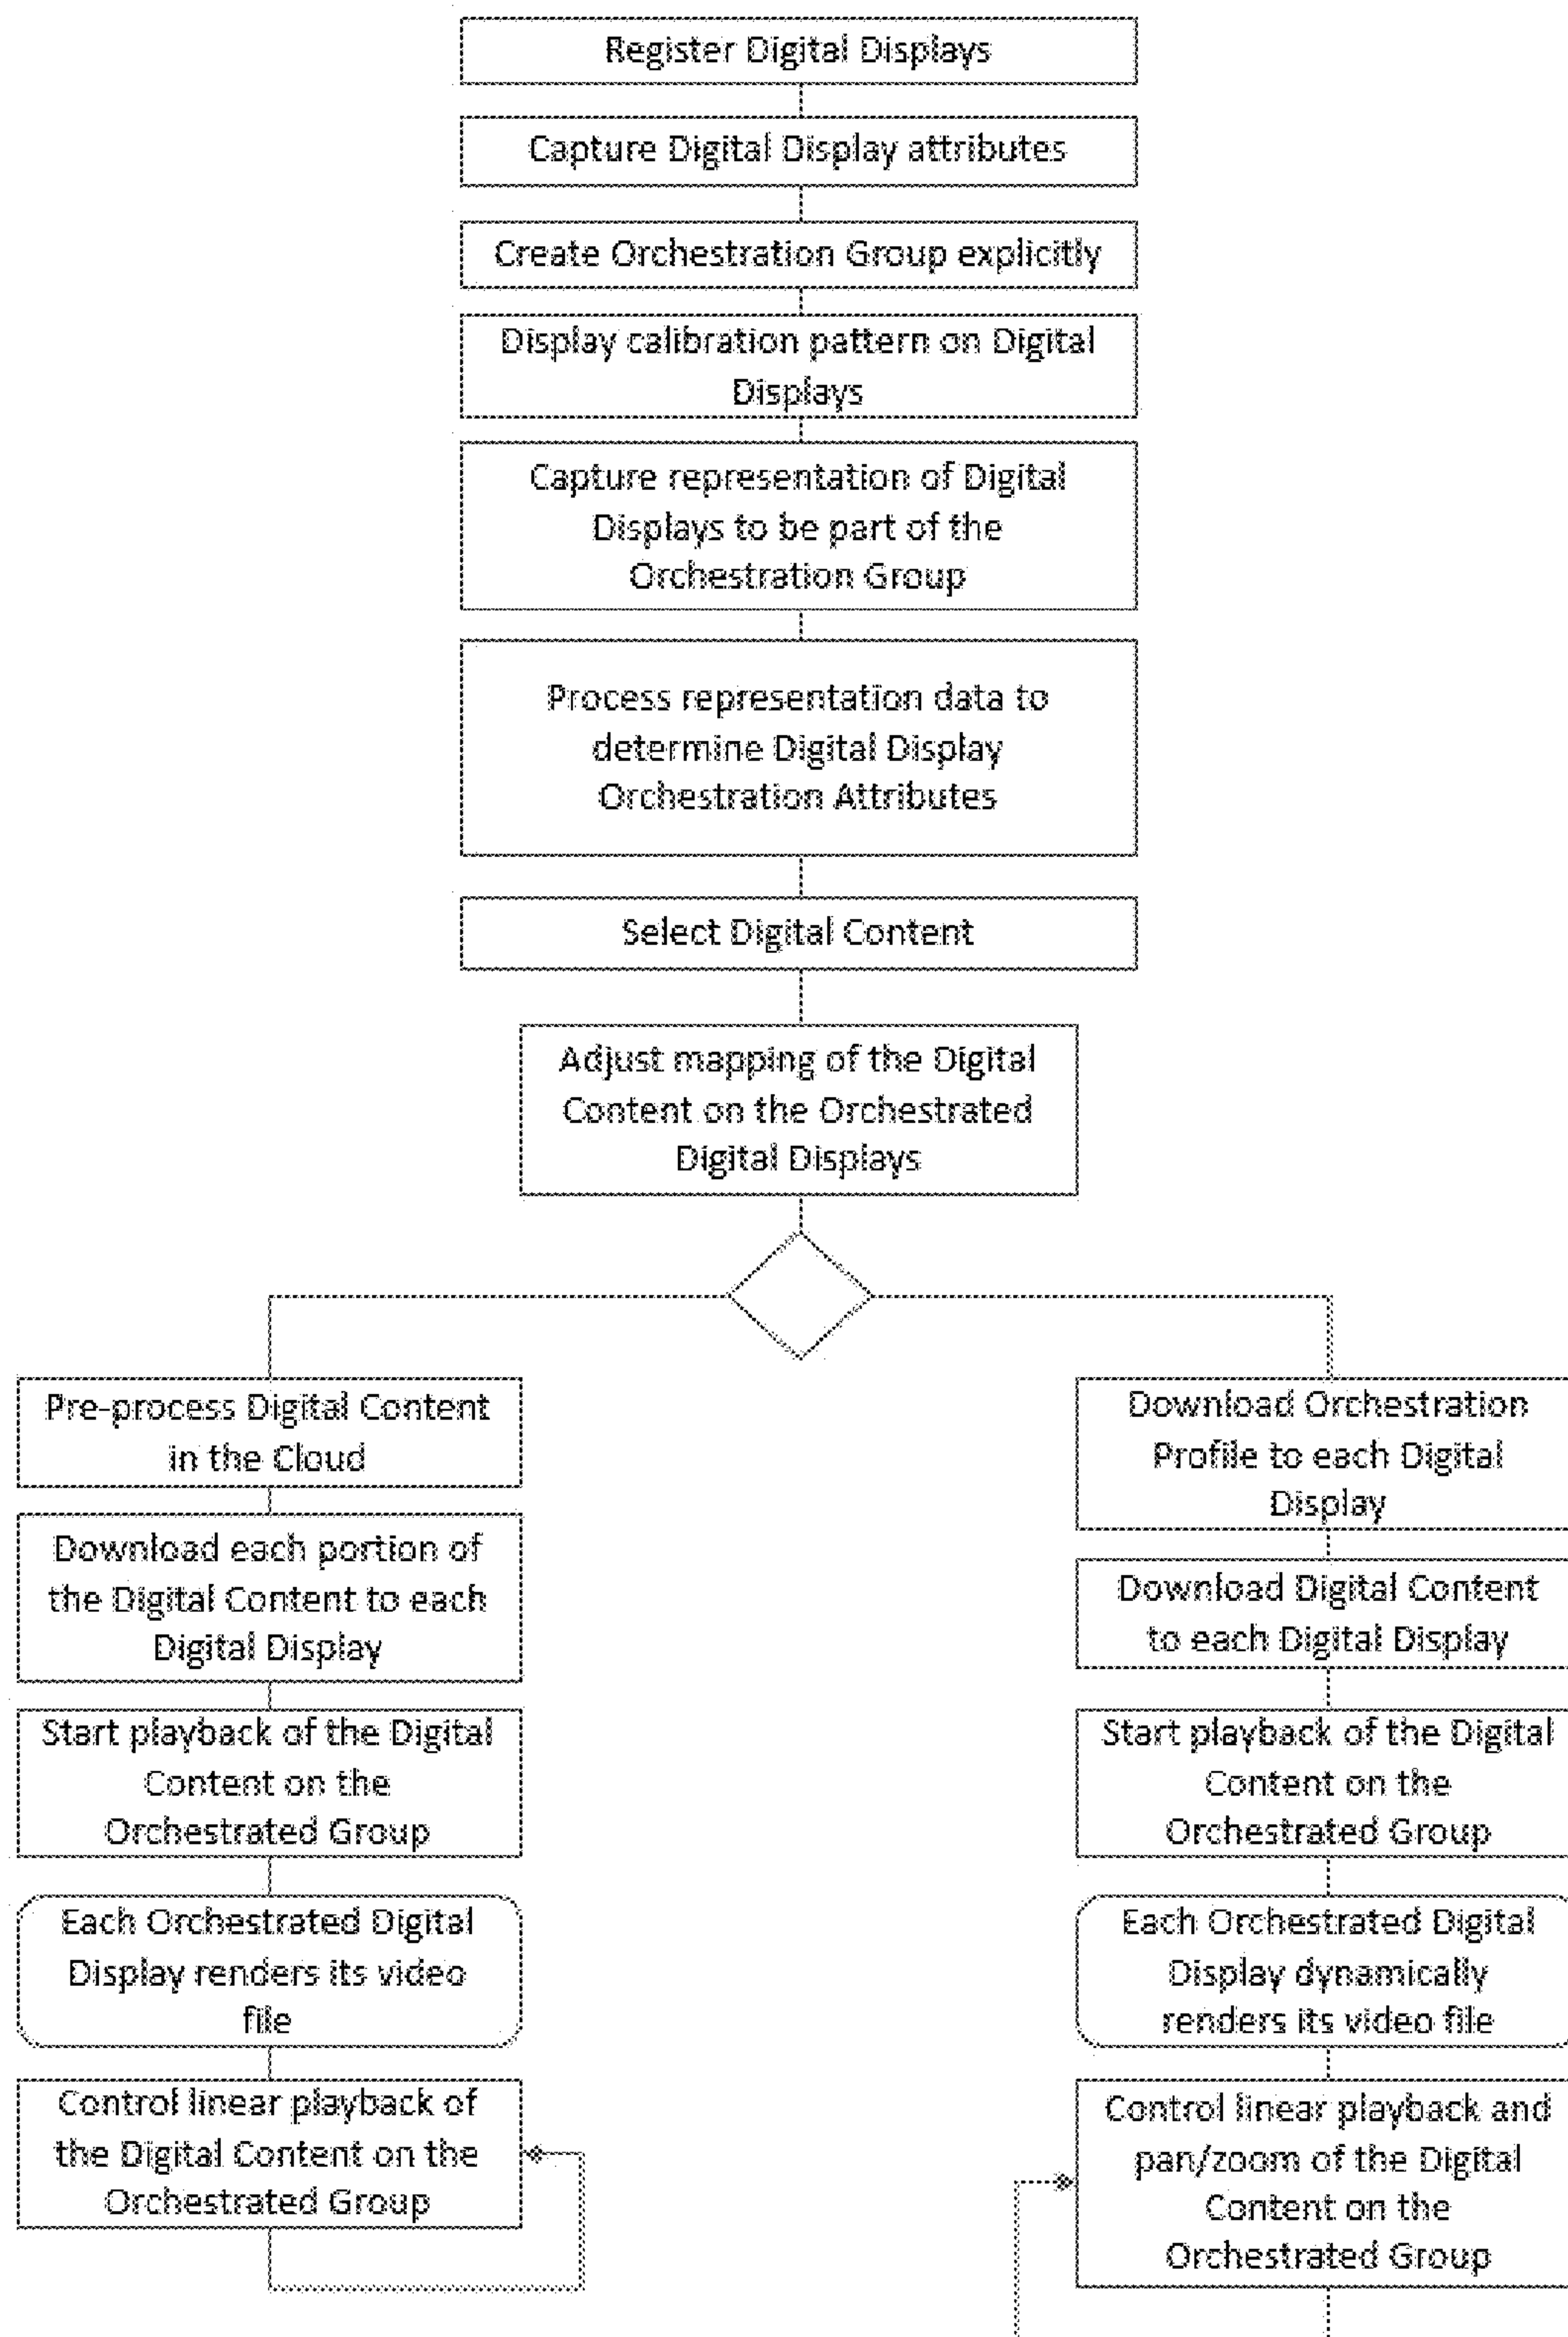 Register Digital Displays
Capture Digital Display attributes
Create Orchestration Group explicitly
Display calibration pattern on Digital
Displays
Capture representation of Digital
Displays to be part of the
Orchestration Group
Process representation data to
determine Digital Display
Orchestration Attributes
Select Digital Content
Adjust mapping of the Digital
Content on the Orchestrated
Digital Displays
Pre-process Digital Content
in the Cloud
Download each portion of
the Digital Content to each
Digital Display
Start playback of the Digital
Content on the
Orchestrated Group
Each Orchestrated Digital
Display renders its video
file
Control linear playback of
the Digital Content on the
Orchestrated Group
Download Orchestration
Profile to each Digital
Display
Download Digital Content
to each Digital Display
Start playback of the Digital
Content on the
Orchestrated Group
Each Orchestrated Digital
Display dynamically
renders its video file
Control linear playback and
pan/zoom of the Digital
Content on the
Orchestrated Group